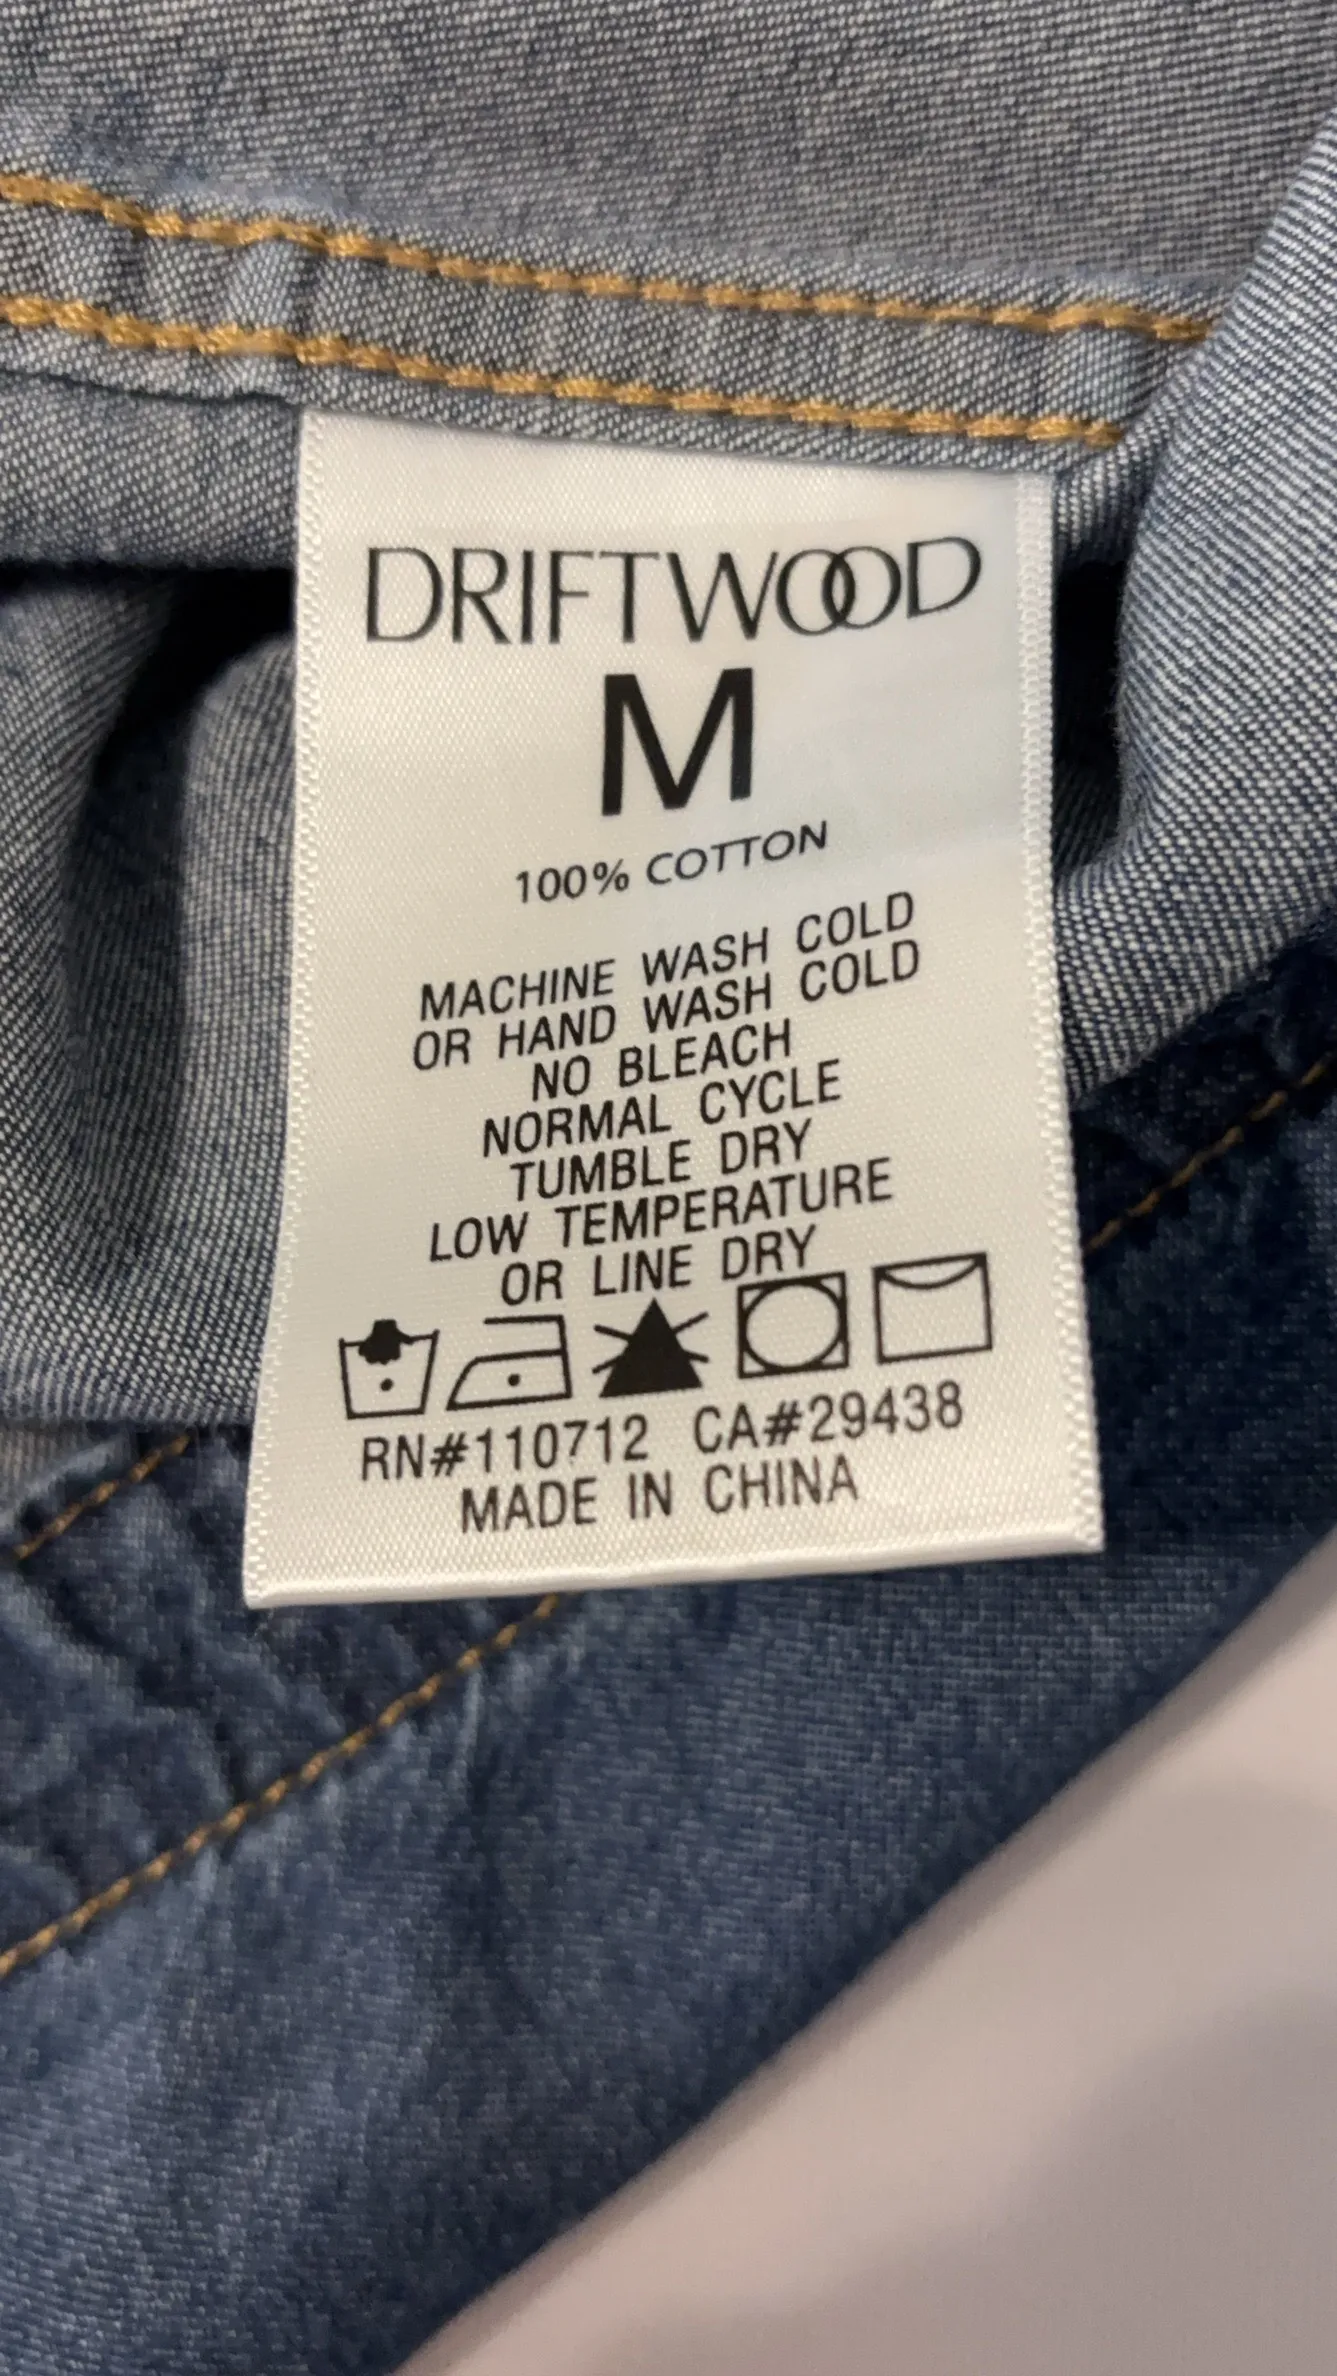 DRIFTWOOD
M
100% COTTON
MACHINE WASH COLD
OR HAND WASH COLD
NO BLEACH
NORMAL CYCLE
TUMBLE DRY
LOW TEMPERATURE
OR LINE DRY
RN#110712 CA#29438
MADE IN CHINA